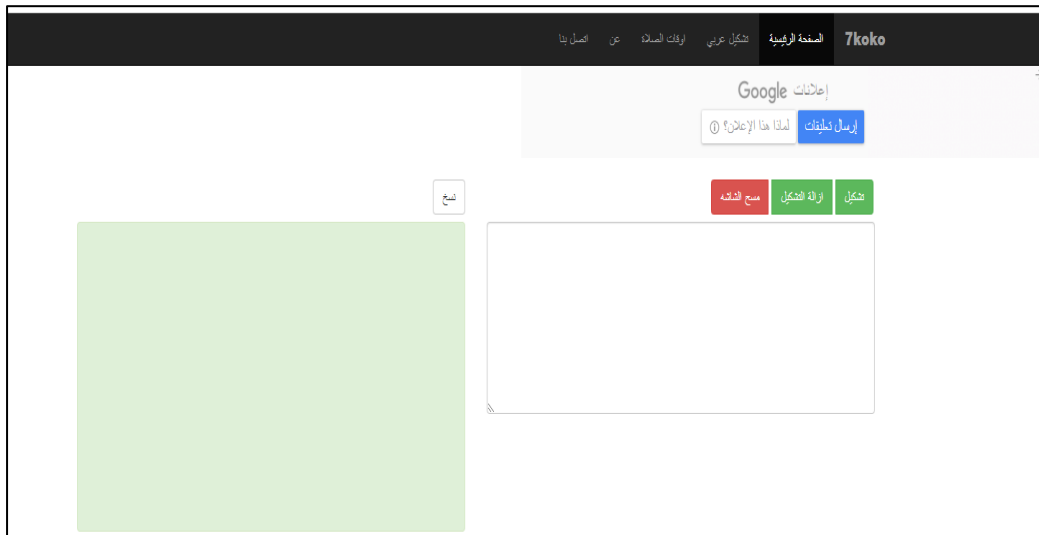 7koko الصفحة الرئيسية تشكيل عربي اوقات الصلاة عن اتصل بنا
إعلانات Google
إرسال تعليقات لماذا هذا الإعلان؟
تشكيل ازالة التشكيل مسح الشاشه
نسخ